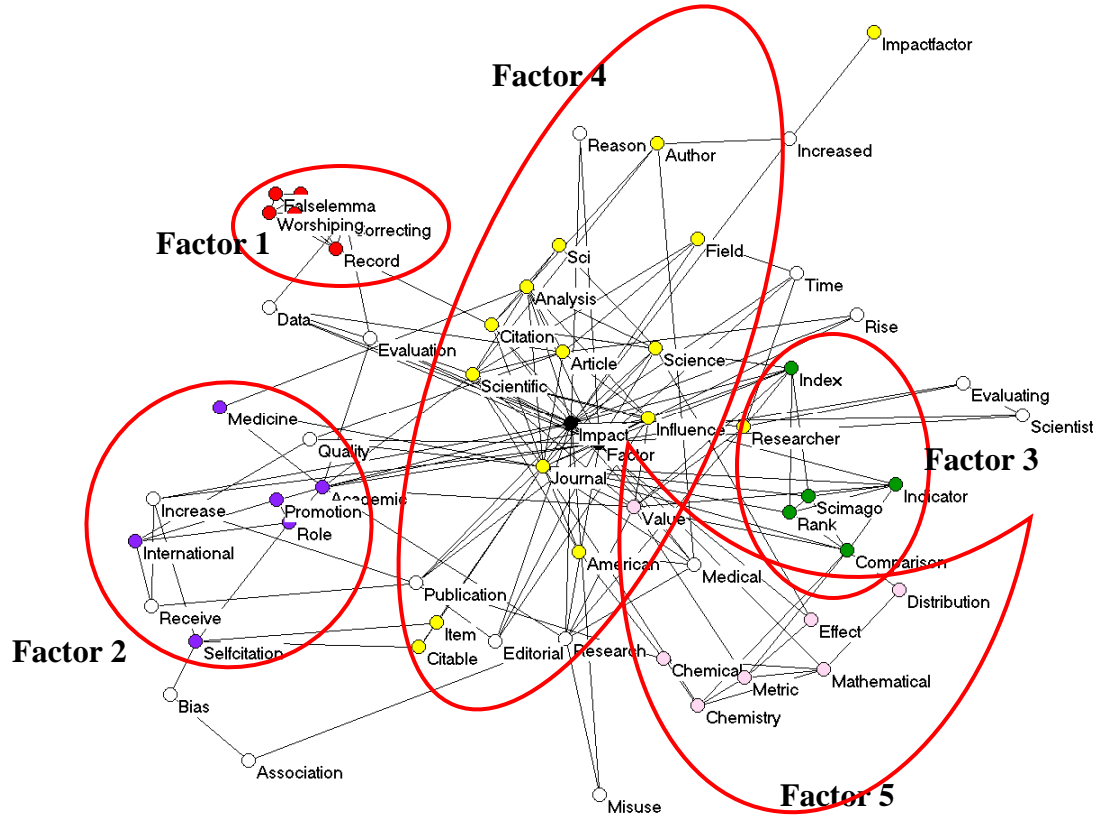 Impactfactor
Factor 4
Reason
Author
Increased
Falselemma
Worshiping
orrecting
Factor 1
Record
Sci
Field
Time
Analysis
Data
Citation
Rise
Evaluation
Article
Science
Scientific
Index
Evaluating
Medicine
Impact
Influence
Researcher
Scientist
Quality
Factor
Factor 3
Journal
Academic
Indicator
Increase
Promotion
Value
Scimago
Rank
Role
International
American
Medical
Comparison
Publication
Distribution
Receive
Item
Effect
Factor 2
Selfcitation
Citable
Editorial
Research
Chemical
Metric
Mathematical
Bias
Chemistry
Association
Misuse
Factor 5